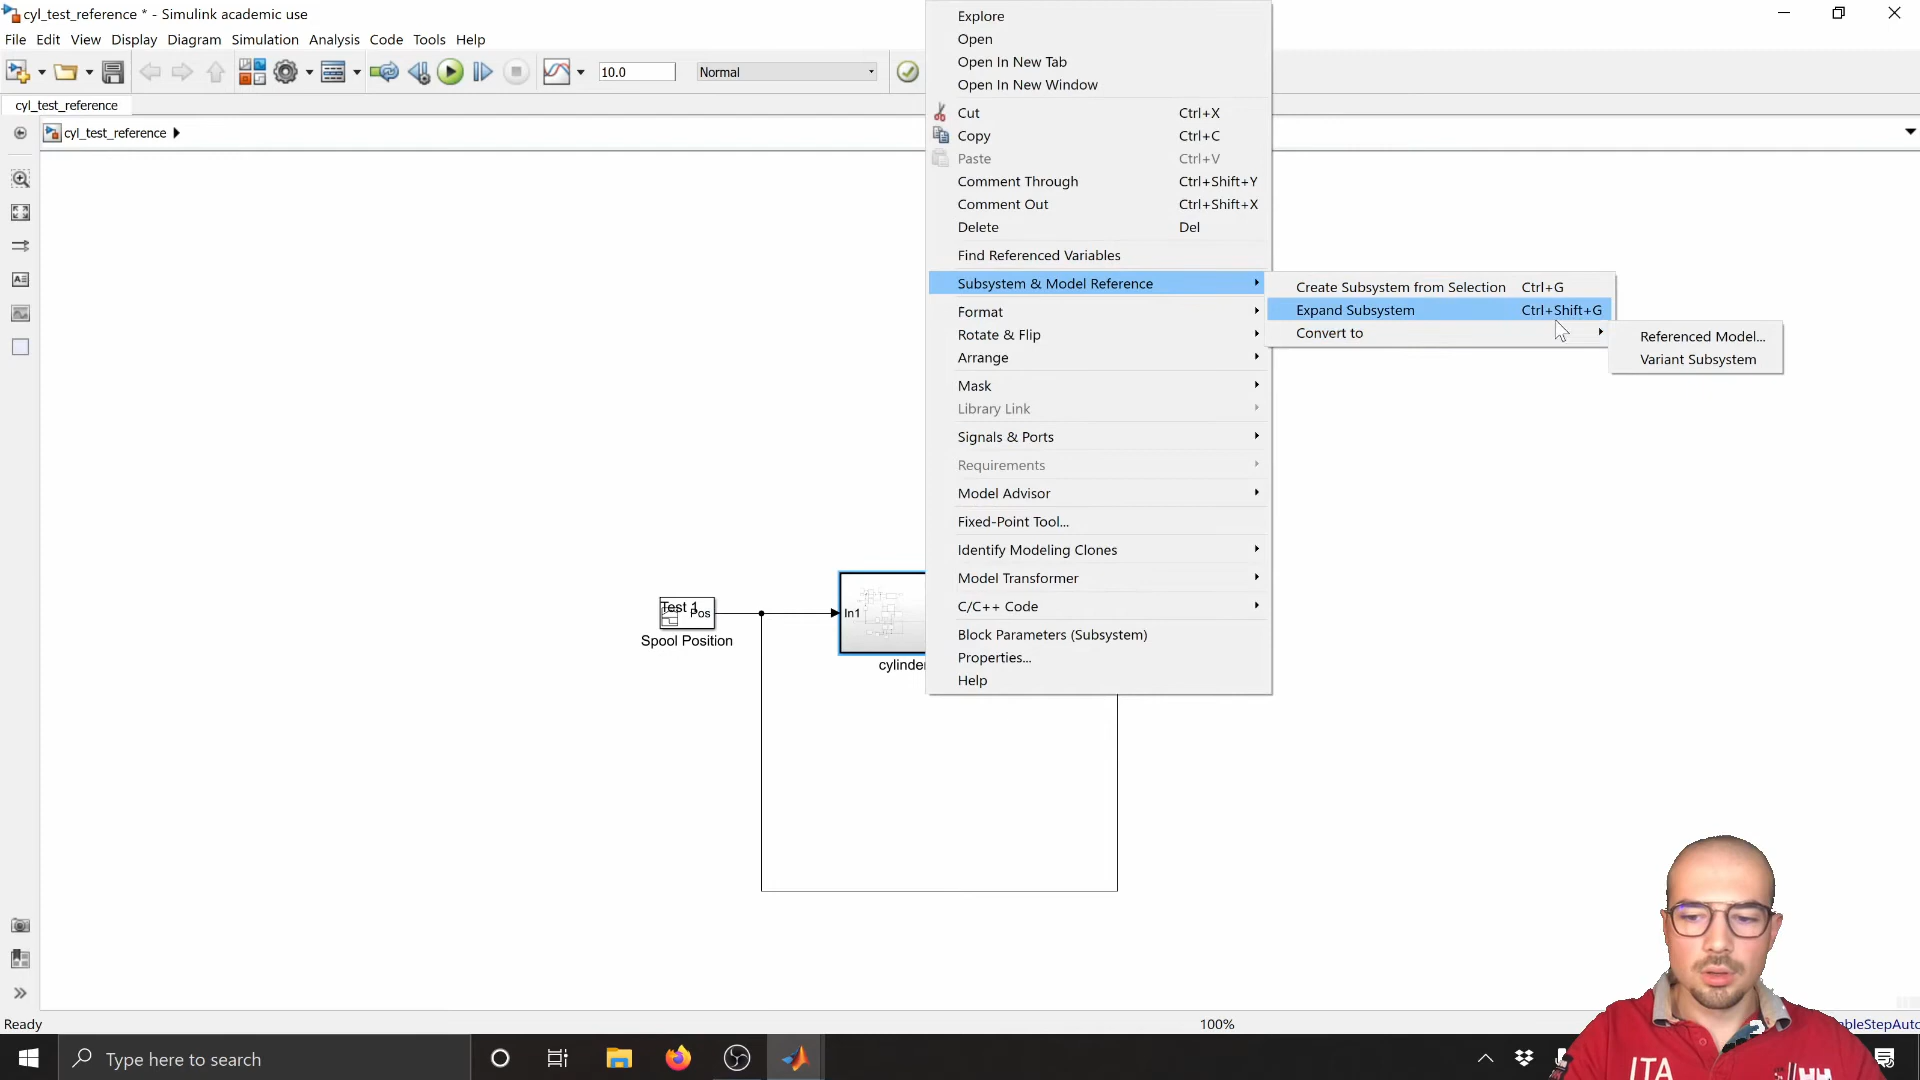 cyl_test_reference * - Simulink academic use
File Edit View Display Diagram Simulation Analysis Code Tools Help
10.0 Normal
cyl_test_reference
cyl_test_reference
Explore
Open
Open In New Tab
Open In New Window
Cut Ctrl+X
Copy Ctrl+C
Paste Ctrl+V
Comment Through Ctrl+Shift+Y
Comment Out Ctrl+Shift+X
Delete Del
Find Referenced Variables
Subsystem & Model Reference
Format
Rotate & Flip
Arrange
Mask
Library Link
Signals & Ports
Requirements
Model Advisor
Fixed-Point Tool...
Identify Modeling Clones
Model Transformer
C/C++ Code
Block Parameters (Subsystem)
Properties...
Help
Create Subsystem from Selection Ctrl+G
Expand Subsystem Ctrl+Shift+G
Convert to
Referenced Model...
Variant Subsystem
Test 1
Pos
Spool Position
In1
cylinde
Ready 100% bleStepAuto
Type here to search
ITA
HH